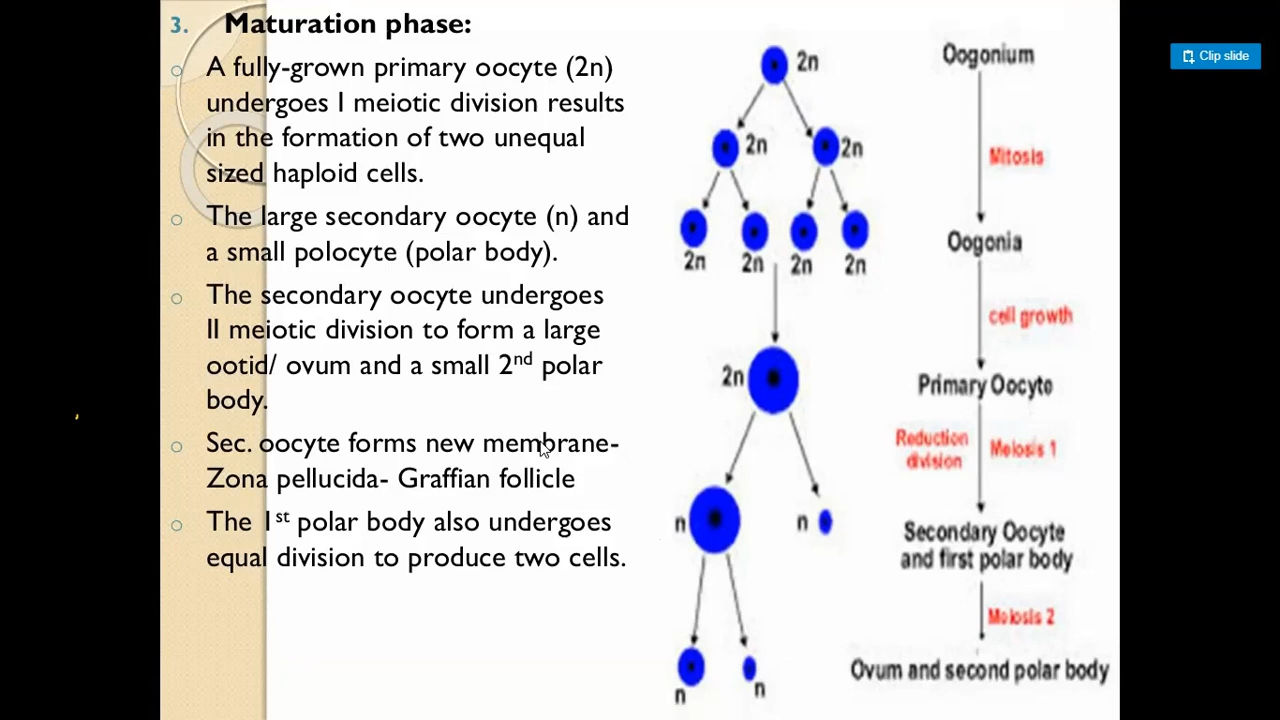 3. Maturation phase:
A fully-grown primary oocyte (2n)
undergoes I meiotic division results
in the formation of two unequal
sized haploid cells.
The large secondary oocyte (n) and
a small polocyte (polar body).
The secondary oocyte undergoes
II meiotic division to form a large
ootid/ ovum and a small 2nd polar
body.
Sec. oocyte forms new membrane-
Zona pellucida- Graffian follicle
The 1st polar body also undergoes
equal division to produce two cells.
2n
2n
2n
2n
2n
2n
2n
2n
n
n
n
n
Oogonium
Mitosis
Oogonia
cell growth
Primary Oocyte
Reduction
division
Meiosis 1
Secondary Oocyte
and first polar body
Meiosis 2
Ovum and second polar body
Clip slide